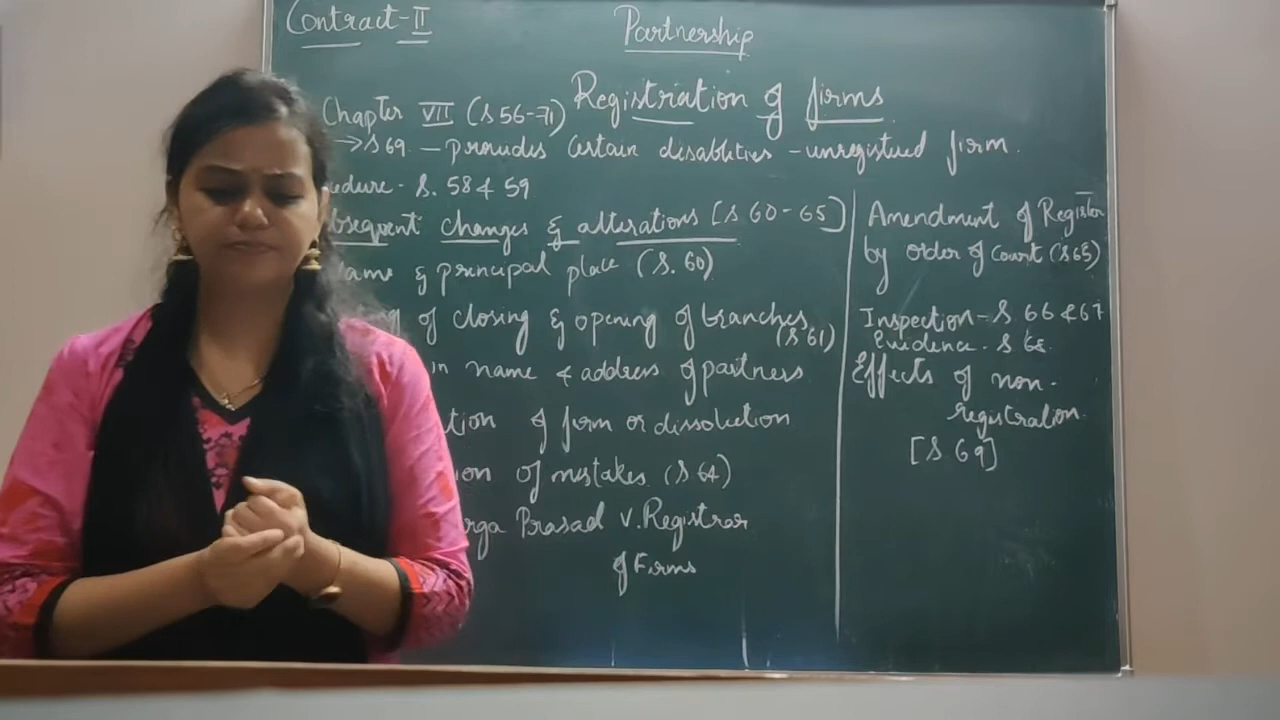 Contract-II
Partnership
Registration of firms
Chapter VII (S 56-71)
→ S 69 - provides certain disabilities - unregistered firm.
edure - S. 58 & 59
bsequent changes & alterations [S 60-65]
ame & principal place (S. 60)
g of closing & opening of branches
(S 61)
in name & address of partners
tion of firm or dissolution
ion of mistakes (S 64)
rga Prasad v. Registrar
of Firms
Amendment of Register
by order of Court (S 65)
Inspection - S 66 & 67
Evidence - S 68.
Effects of non-
registration.
[S 69]